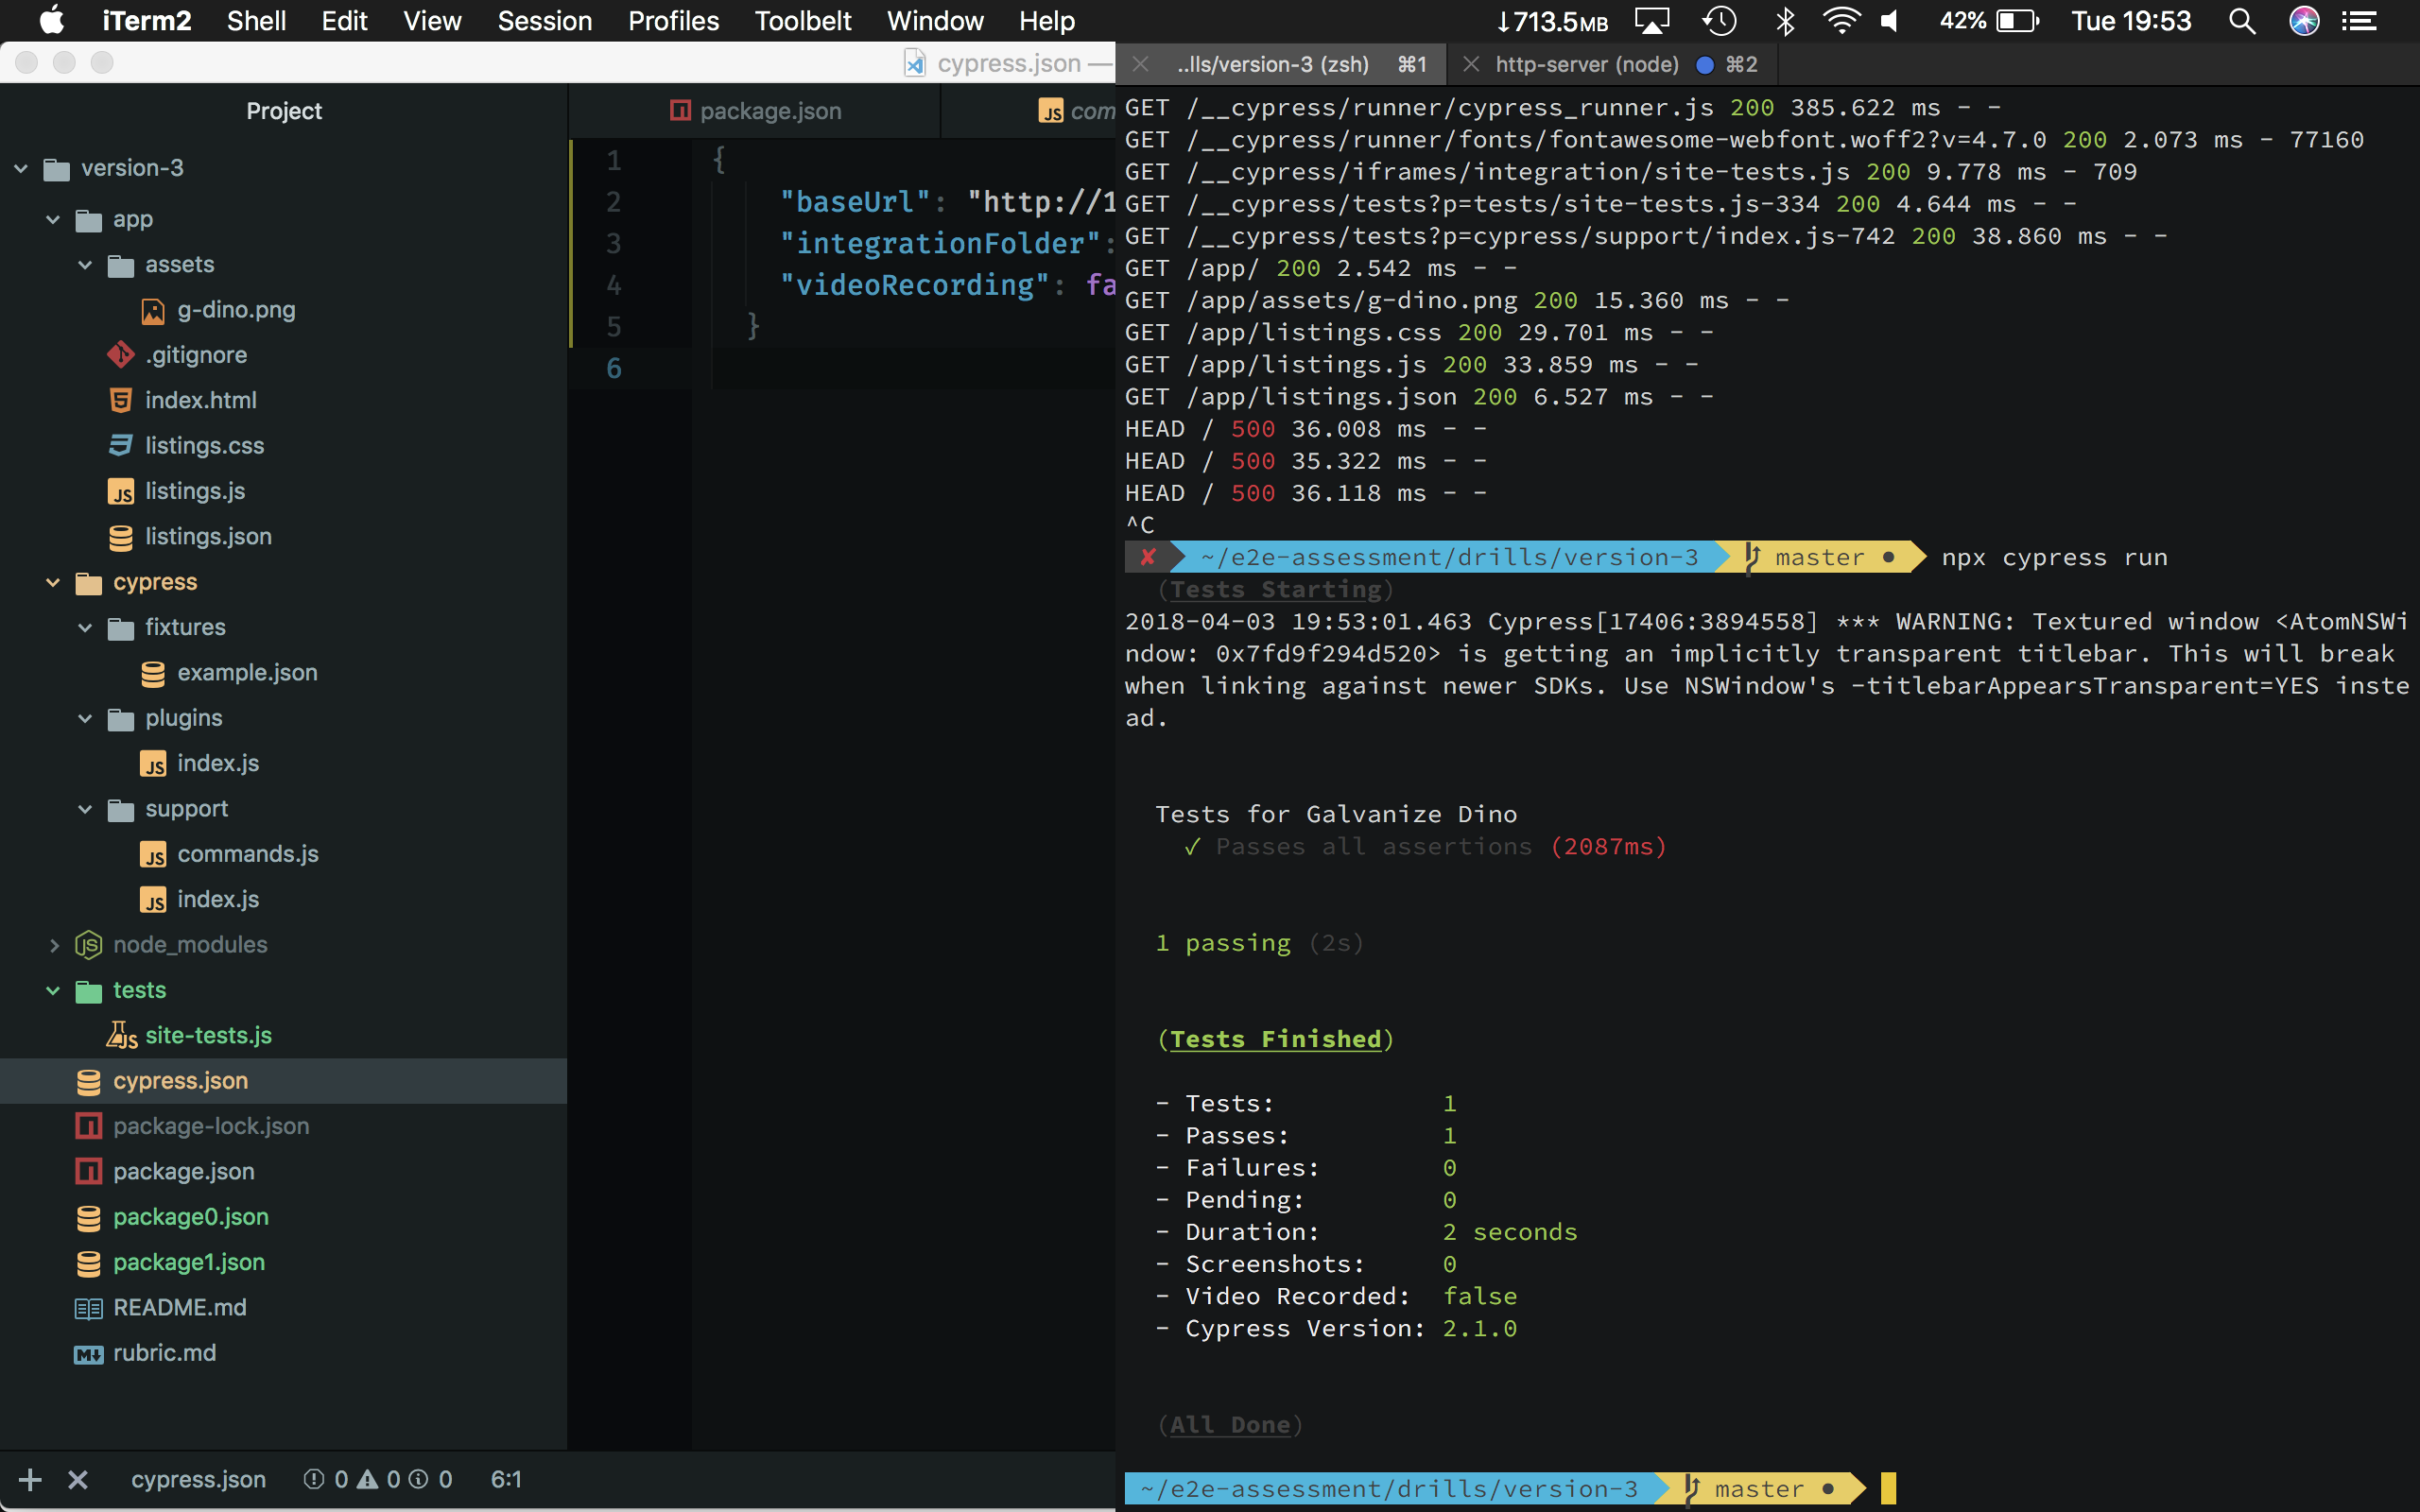 iTerm2 Shell Edit View Session Profiles Toolbelt Window Help ↓713.5MB 42% Tue 19:53
cypress.json —
Project
package.json
JS com
version-3
app
assets
g-dino.png
.gitignore
index.html
listings.css
JS listings.js
listings.json
cypress
fixtures
example.json
plugins
JS index.js
support
JS commands.js
JS index.js
JS node_modules
tests
JS site-tests.js
cypress.json
package-lock.json
package.json
package0.json
package1.json
README.md
M↓ rubric.md
1 {
2 "baseUrl": "http://1
3 "integrationFolder":
4 "videoRecording": fa
5 }
6
cypress.json 0 0 0 6:1
..lls/version-3 (zsh) ⌘1
http-server (node) ⌘2
GET /__cypress/runner/cypress_runner.js 200 385.622 ms - -
GET /__cypress/runner/fonts/fontawesome-webfont.woff2?v=4.7.0 200 2.073 ms - 77160
GET /__cypress/iframes/integration/site-tests.js 200 9.778 ms - 709
GET /__cypress/tests?p=tests/site-tests.js-334 200 4.644 ms - -
GET /__cypress/tests?p=cypress/support/index.js-742 200 38.860 ms - -
GET /app/ 200 2.542 ms - -
GET /app/assets/g-dino.png 200 15.360 ms - -
GET /app/listings.css 200 29.701 ms - -
GET /app/listings.js 200 33.859 ms - -
GET /app/listings.json 200 6.527 ms - -
HEAD / 500 36.008 ms - -
HEAD / 500 35.322 ms - -
HEAD / 500 36.118 ms - -
^C
✘ ~/e2e-assessment/drills/version-3 master ● npx cypress run
(Tests Starting)
2018-04-03 19:53:01.463 Cypress[17406:3894558] *** WARNING: Textured window <AtomNSWi
ndow: 0x7fd9f294d520> is getting an implicitly transparent titlebar. This will break
when linking against newer SDKs. Use NSWindow's -titlebarAppearsTransparent=YES inste
ad.
Tests for Galvanize Dino
✓ Passes all assertions (2087ms)
1 passing (2s)
(Tests Finished)
- Tests: 1
- Passes: 1
- Failures: 0
- Pending: 0
- Duration: 2 seconds
- Screenshots: 0
- Video Recorded: false
- Cypress Version: 2.1.0
(All Done)
~/e2e-assessment/drills/version-3 master ●